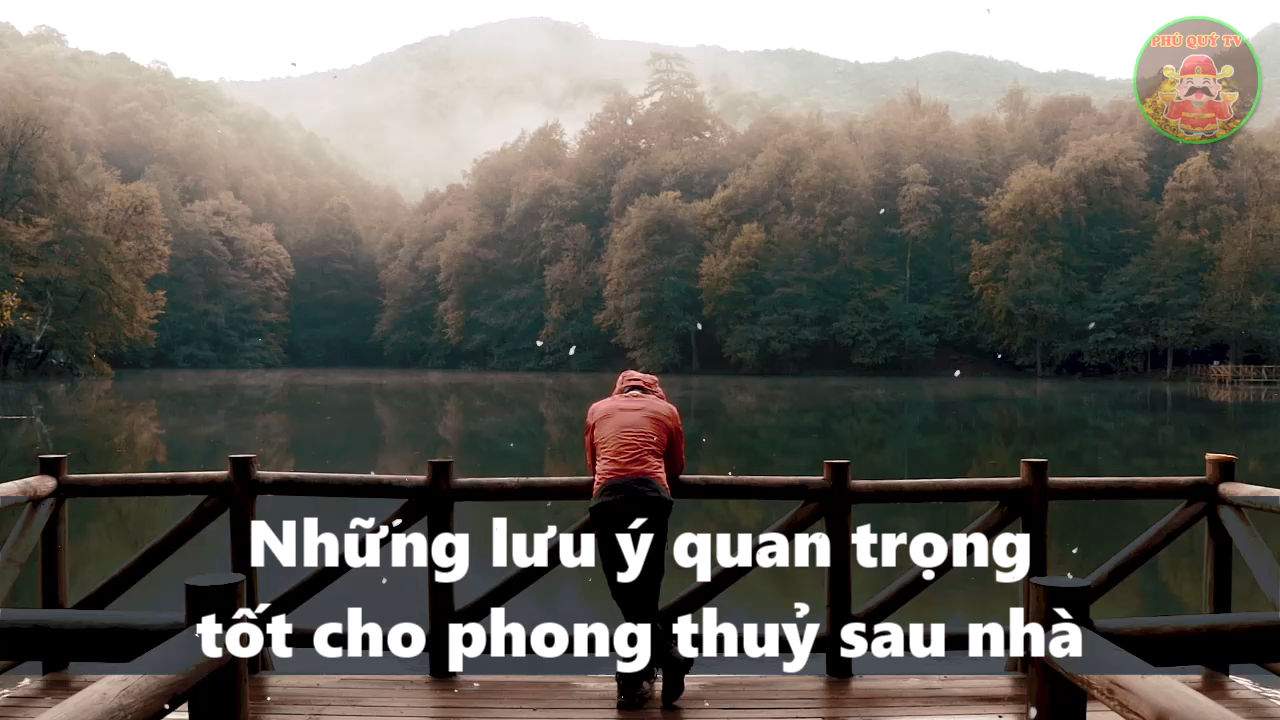 PHÚ QUÝ TV
Những lưu ý quan trọng
tốt cho phong thuỷ sau nhà